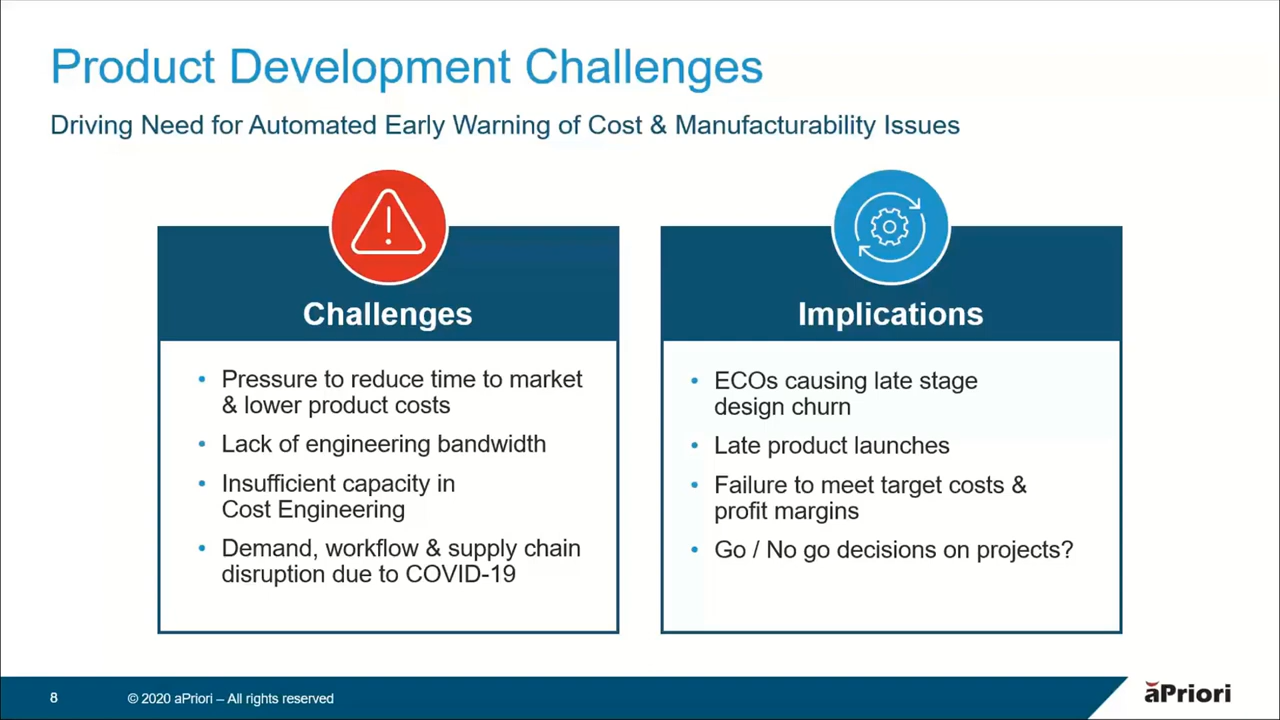 Product Development Challenges
Driving Need for Automated Early Warning of Cost & Manufacturability Issues
Challenges
• Pressure to reduce time to market
& lower product costs
• Lack of engineering bandwidth
• Insufficient capacity in
Cost Engineering
• Demand, workflow & supply chain
disruption due to COVID-19
Implications
• ECOs causing late stage
design churn
• Late product launches
• Failure to meet target costs &
profit margins
• Go / No go decisions on projects?
8
© 2020 aPriori – All rights reserved
aPriori